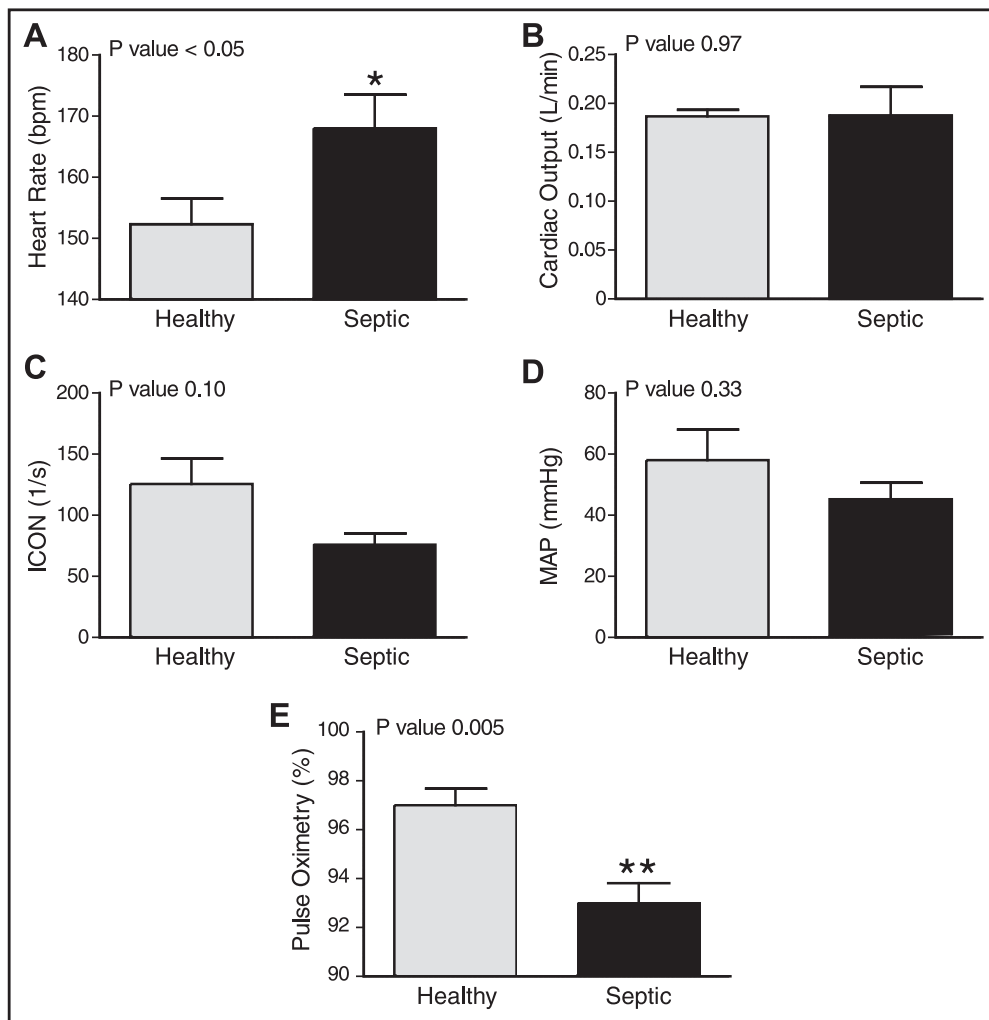 A
P value < 0.05
Heart Rate (bpm)
180
170
160
150
140
*
Healthy Septic
B
P value 0.97
Cardiac Output (L/min)
0.25
0.20
0.15
0.10
0.05
0
Healthy Septic
C
P value 0.10
ICON (1/s)
200
150
100
50
0
Healthy Septic
D
P value 0.33
MAP (mmHg)
80
60
40
20
0
Healthy Septic
E
P value 0.005
Pulse Oximetry (%)
100
98
96
94
92
90
**
Healthy Septic